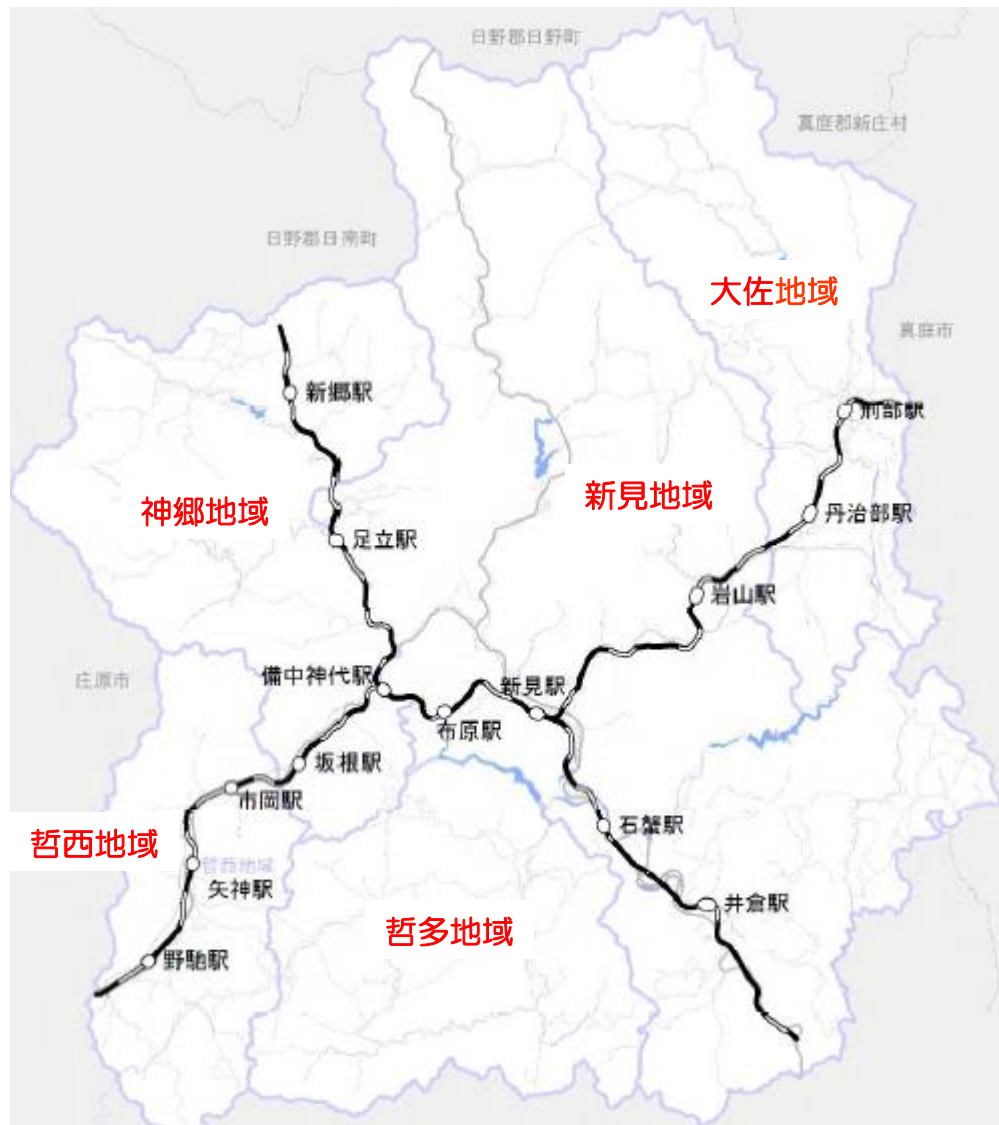 日野郡日野町
真庭郡新庄村
日野郡日南町
大佐地域
真庭市
新郷駅
刑部駅
神郷地域
新見地域
丹治部駅
足立駅
岩山駅
庄原市
備中神代駅
新見駅
布原駅
坂根駅
市岡駅
石蟹駅
哲西地域
哲西地域
矢神駅
井倉駅
哲多地域
野馳駅